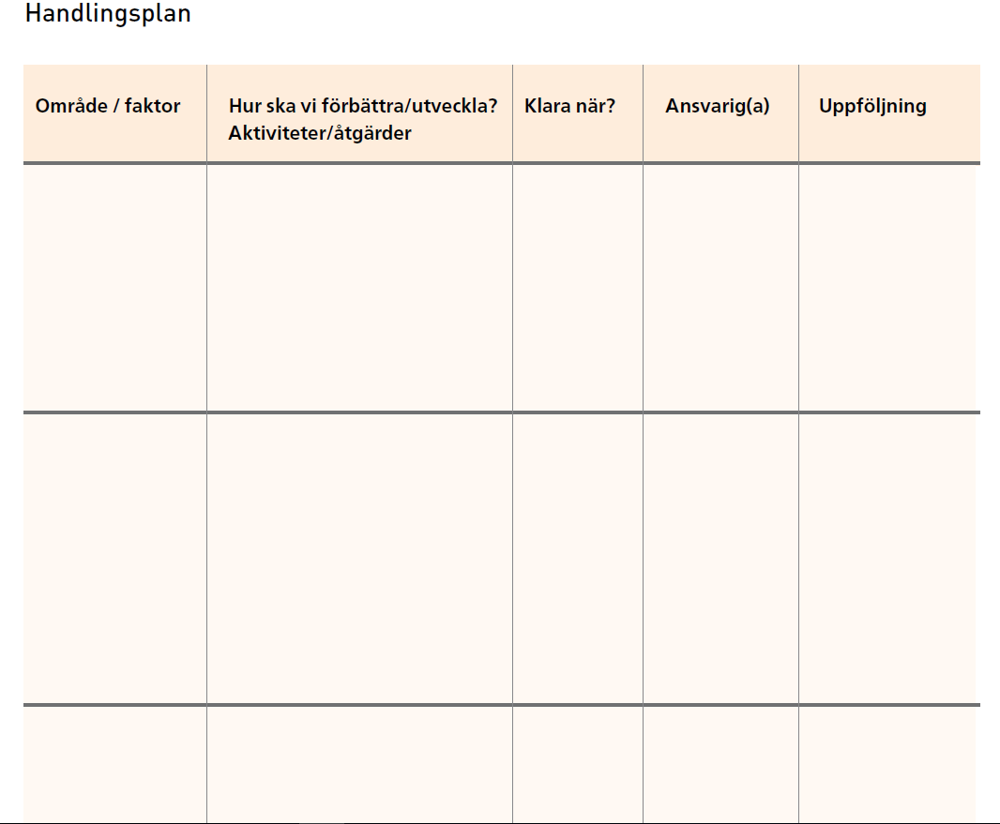 Handlingsplan
Område / faktor
Hur ska vi förbättra/utveckla?
Aktiviteter/åtgärder
Klara när?
Ansvarig(a)
Uppföljning